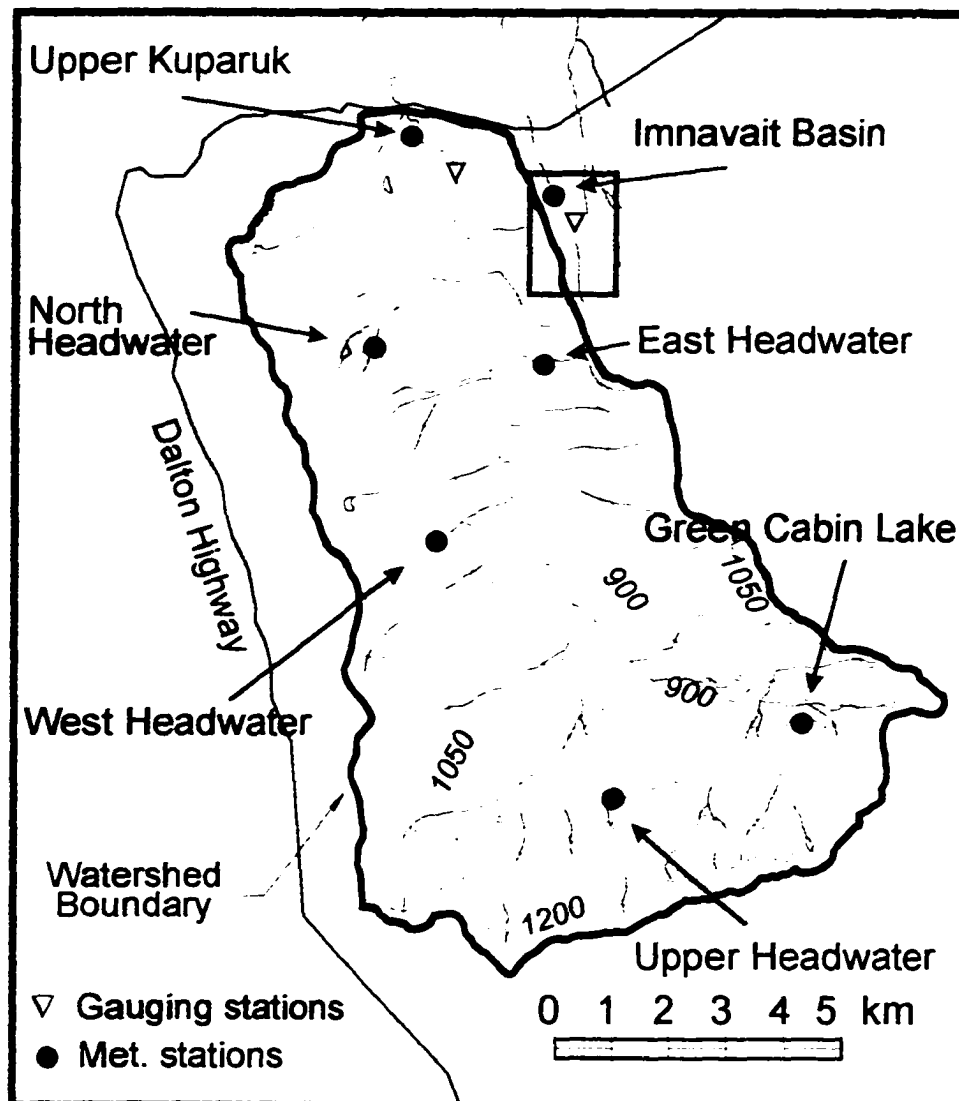 Upper Kuparuk
Imnavait Basin
North
Headwater
East Headwater
Dalton Highway
Green Cabin Lake
900
1050
900
West Headwater
1050
Watershed
Boundary
1200
Upper Headwater
▽ Gauging stations
● Met. stations
0 1 2 3 4 5 km